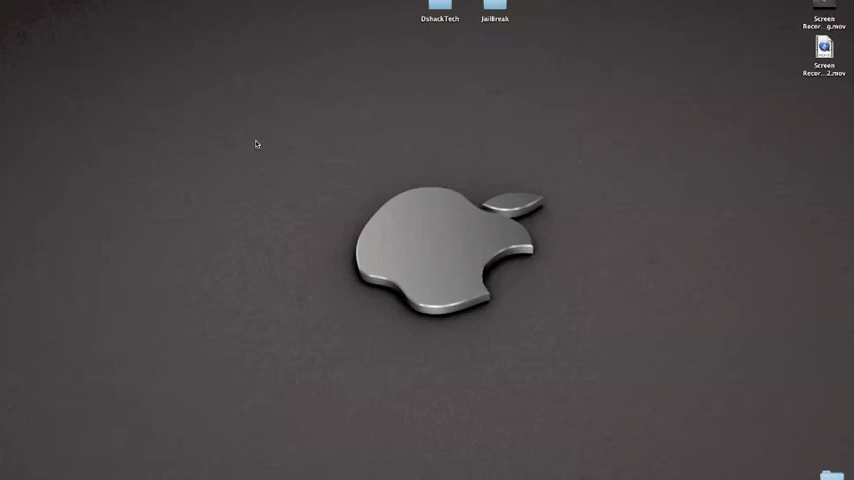 DshackTech
JailBreak
Screen
Recor...g.mov
Screen
Recor...2.mov